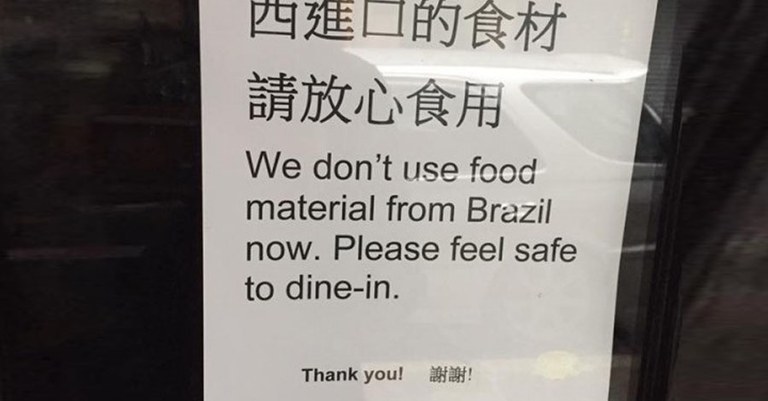 西進口的食材
請放心食用
We don't use food
material from Brazil
now. Please feel safe
to dine-in.
Thank you! 謝謝!